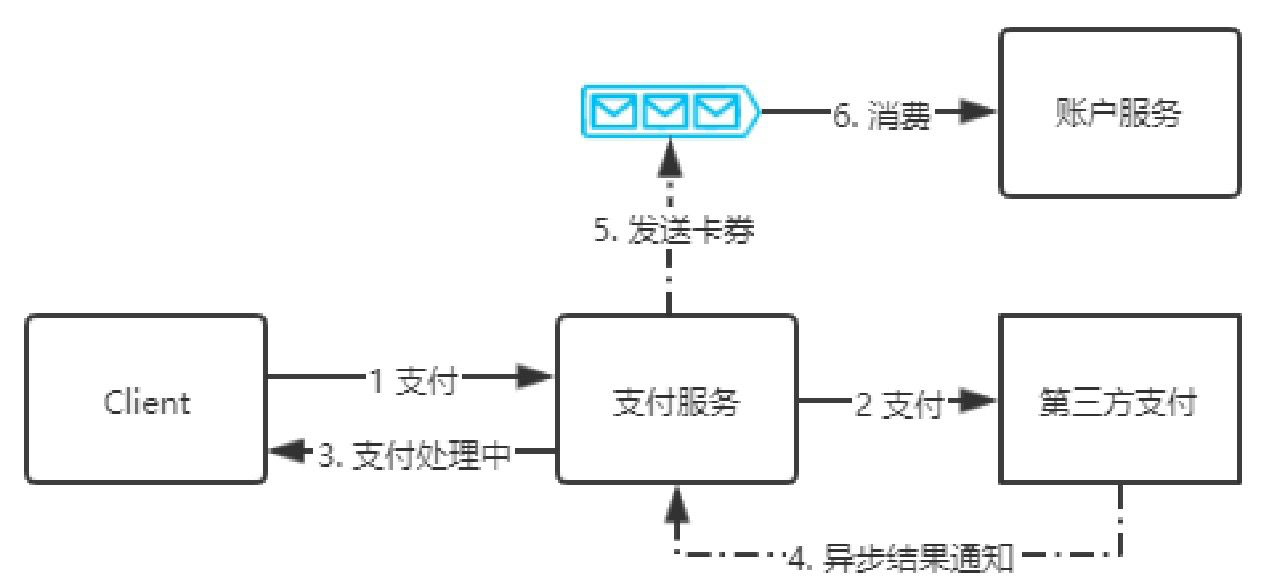 6. 消费
账户服务
5. 发送卡券
Client
1 支付
3. 支付处理中
支付服务
2 支付
第三方支付
4. 异步结果通知